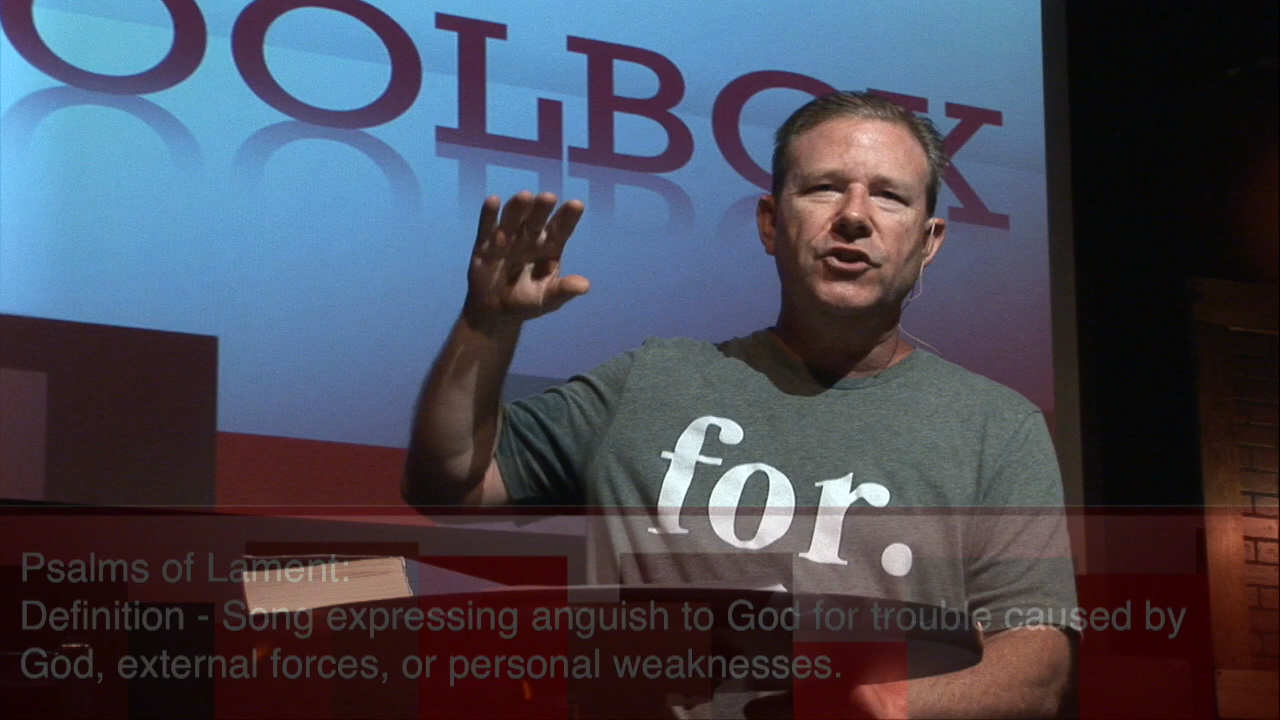 OOLBOX
for.
Psalms of Lament:
Definition - Song expressing anguish to God for trouble caused by
God, external forces, or personal weaknesses.